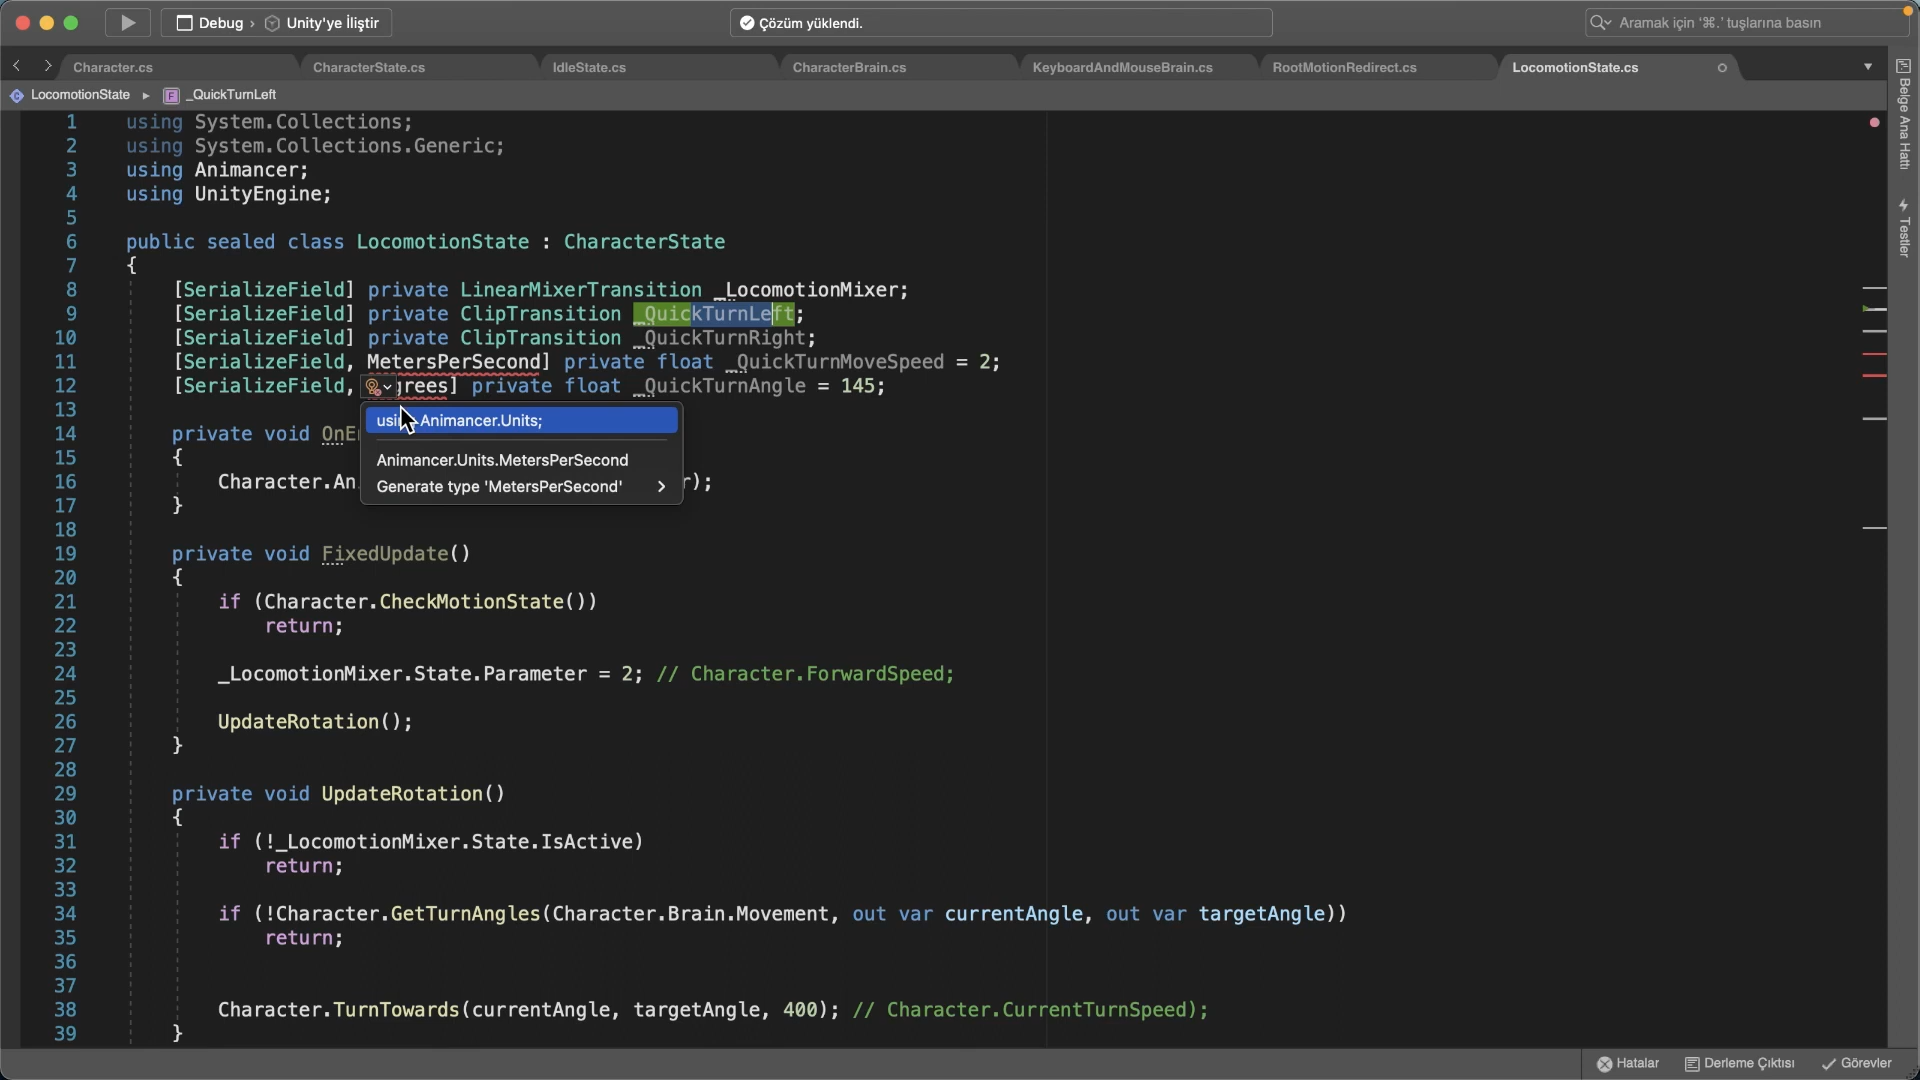 Debug › Unity'ye İliştir
Çözüm yüklendi.
Aramak için '⌘.' tuşlarına basın
Character.cs
CharacterState.cs
IdleState.cs
CharacterBrain.cs
KeyboardAndMouseBrain.cs
RootMotionRedirect.cs
LocomotionState.cs
LocomotionState ▸ F _QuickTurnLeft
Belge Ana Hattı
Testler
1 using System.Collections;
2 using System.Collections.Generic;
3 using Animancer;
4 using UnityEngine;
5
6 public sealed class LocomotionState : CharacterState
7 {
8 [SerializeField] private LinearMixerTransition _LocomotionMixer;
9 [SerializeField] private ClipTransition _QuickTurnLeft;
10 [SerializeField] private ClipTransition _QuickTurnRight;
11 [SerializeField, MetersPerSecond] private float _QuickTurnMoveSpeed = 2;
12 [SerializeField, grees] private float _QuickTurnAngle = 145;
13
using Animancer.Units;
Animancer.Units.MetersPerSecond
Generate type 'MetersPerSecond'
14 private void OnE
15 {
16 Character.An r);
17 }
18
19 private void FixedUpdate()
20 {
21 if (Character.CheckMotionState())
22 return;
23
24 _LocomotionMixer.State.Parameter = 2; // Character.ForwardSpeed;
25
26 UpdateRotation();
27 }
28
29 private void UpdateRotation()
30 {
31 if (!_LocomotionMixer.State.IsActive)
32 return;
33
34 if (!Character.GetTurnAngles(Character.Brain.Movement, out var currentAngle, out var targetAngle))
35 return;
36
37
38 Character.TurnTowards(currentAngle, targetAngle, 400); // Character.CurrentTurnSpeed);
39 }
Hatalar
Derleme Çıktısı
Görevler